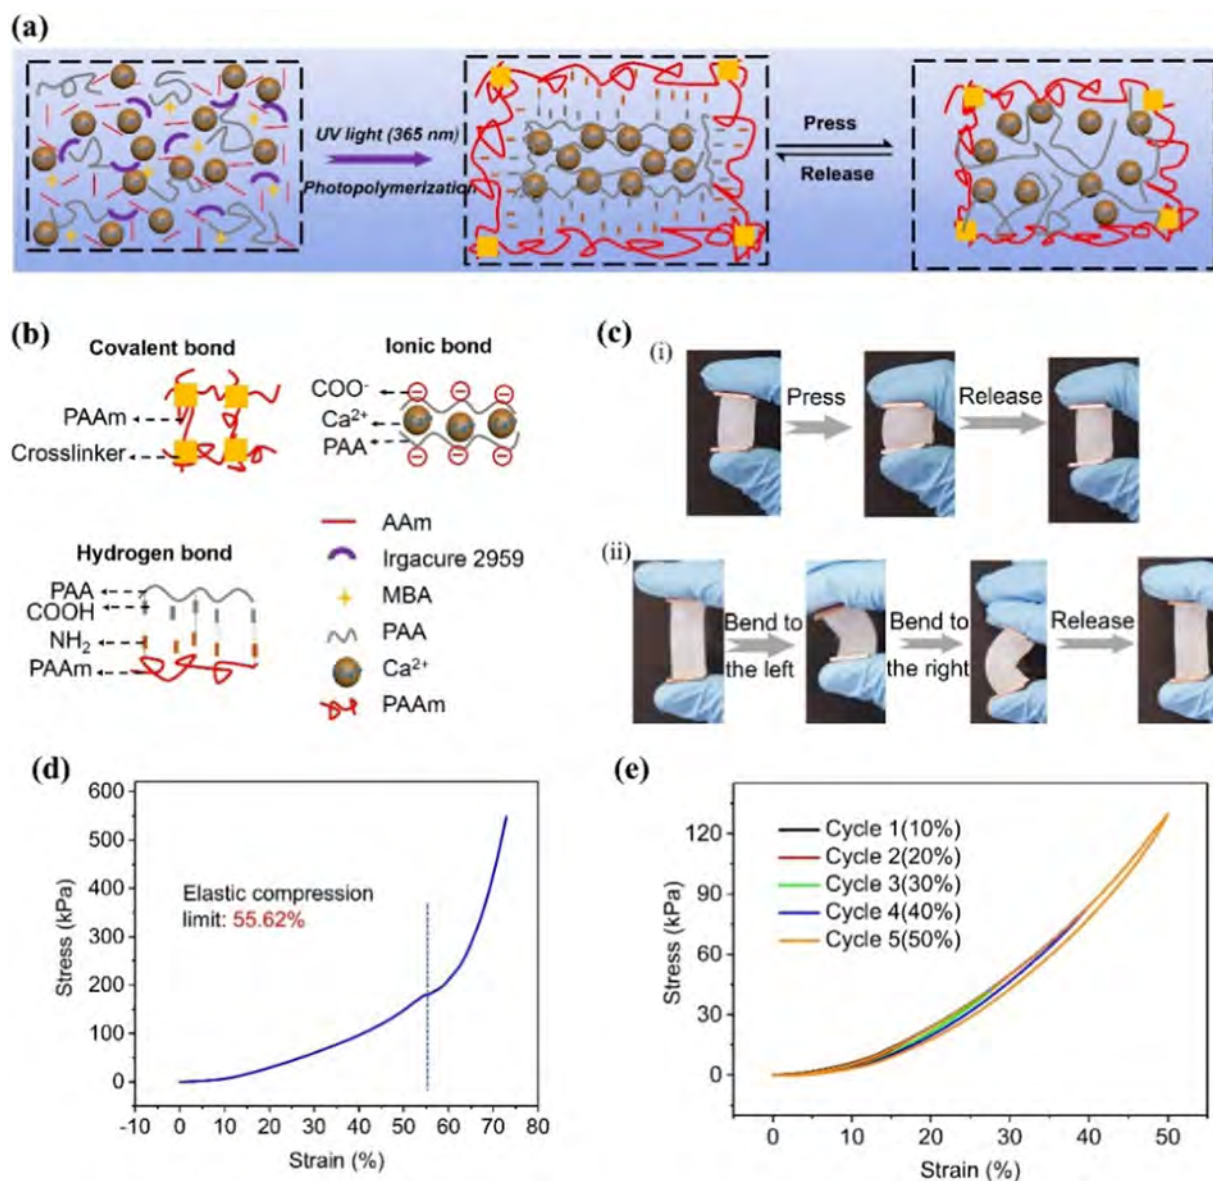 (a)
UV light (365 nm)
Photopolymerization
Press
Release
(b)
Covalent bond
PAAm
Crosslinker
Ionic bond
COO⁻
Ca²⁺
PAA
Hydrogen bond
PAA
COOH
NH₂
PAAm
AAm
Irgacure 2959
MBA
PAA
Ca²⁺
PAAm
(c)
(i)
Press
Release
(ii)
Bend to
the left
Bend to
the right
Release
(d)
600
500
400
300
200
100
0
Stress (kPa)
Elastic compression
limit: 55.62%
-10 0 10 20 30 40 50 60 70 80
Strain (%)
(e)
120
90
60
30
0
Stress (kPa)
Cycle 1(10%)
Cycle 2(20%)
Cycle 3(30%)
Cycle 4(40%)
Cycle 5(50%)
0 10 20 30 40 50
Strain (%)